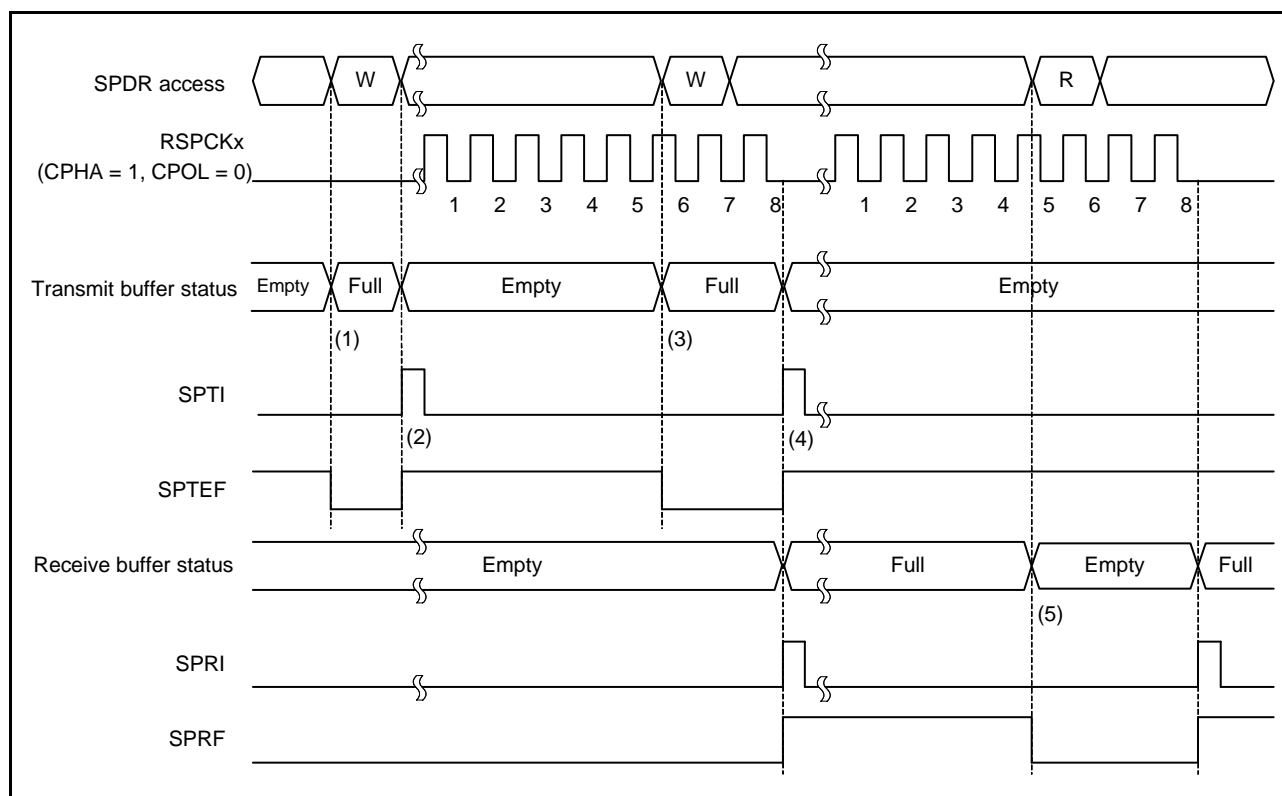 SPDR access W W R
RSPCKx
(CPHA = 1, CPOL = 0)
1 2 3 4 5 6 7 8 1 2 3 4 5 6 7 8
Transmit buffer status Empty Full Empty Full Empty
(1) (3)
SPTI
(2) (4)
SPTEF
Receive buffer status Empty Full Empty Full
(5)
SPRI
SPRF